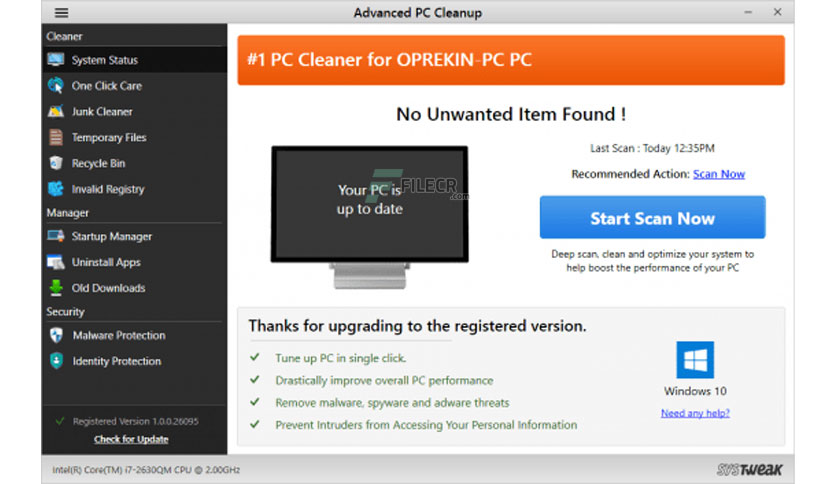 Advanced PC Cleanup
Cleaner
System Status
One Click Care
Junk Cleaner
Temporary Files
Recycle Bin
Invalid Registry
Manager
Startup Manager
Uninstall Apps
Old Downloads
Security
Malware Protection
Identity Protection
Registered Version 1.0.0.26095
Check for Update
#1 PC Cleaner for OPREKIN-PC PC
No Unwanted Item Found !
Your PC is
up to date
FILECR
.com
Last Scan : Today 12:35PM
Recommended Action: Scan Now
Start Scan Now
Deep scan, clean and optimize your system to
help boost the performance of your PC
Thanks for upgrading to the registered version.
Tune up PC in single click.
Drastically improve overall PC performance
Remove malware, spyware and adware threats
Prevent Intruders from Accessing Your Personal Information
Windows 10
Need any help?
Intel(R) Core(TM) i7-2630QM CPU @ 2.00GHz
SYSTWEAK